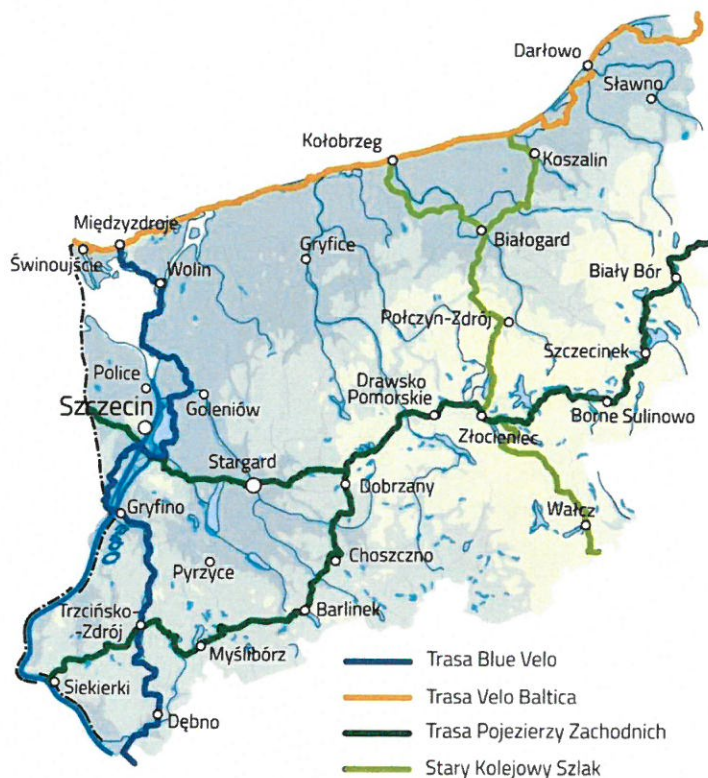 Darłowo
Sławno
Kołobrzeg
Koszalin
Międzyzdroje
Białogard
Świnoujście
Gryfice
Wolin
Biały Bór
Połczyn-Zdrój
Szczecinek
Police
Drawsko
Pomorskie
Szczecin
Goleniów
Borne Sulinowo
Złocieniec
Stargard
Dobrzany
Gryfino
Wałcz
Choszczno
Pyrzyce
Barlinek
Trzcińsko-
-Zdrój
Myślibórz
Siekierki
Dębno
Trasa Blue Velo
Trasa Velo Baltica
Trasa Pojezierzy Zachodnich
Stary Kolejowy Szlak